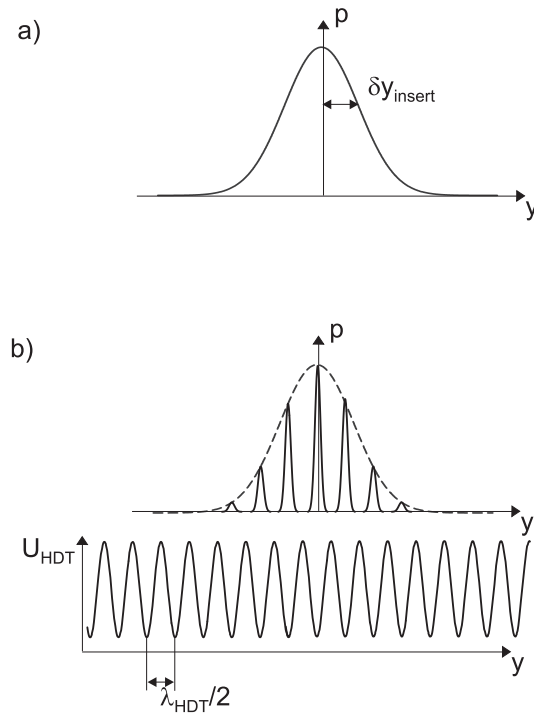 a)
p
δy_insert
y
b)
p
y
U_HDT
y
λ_HDT/2